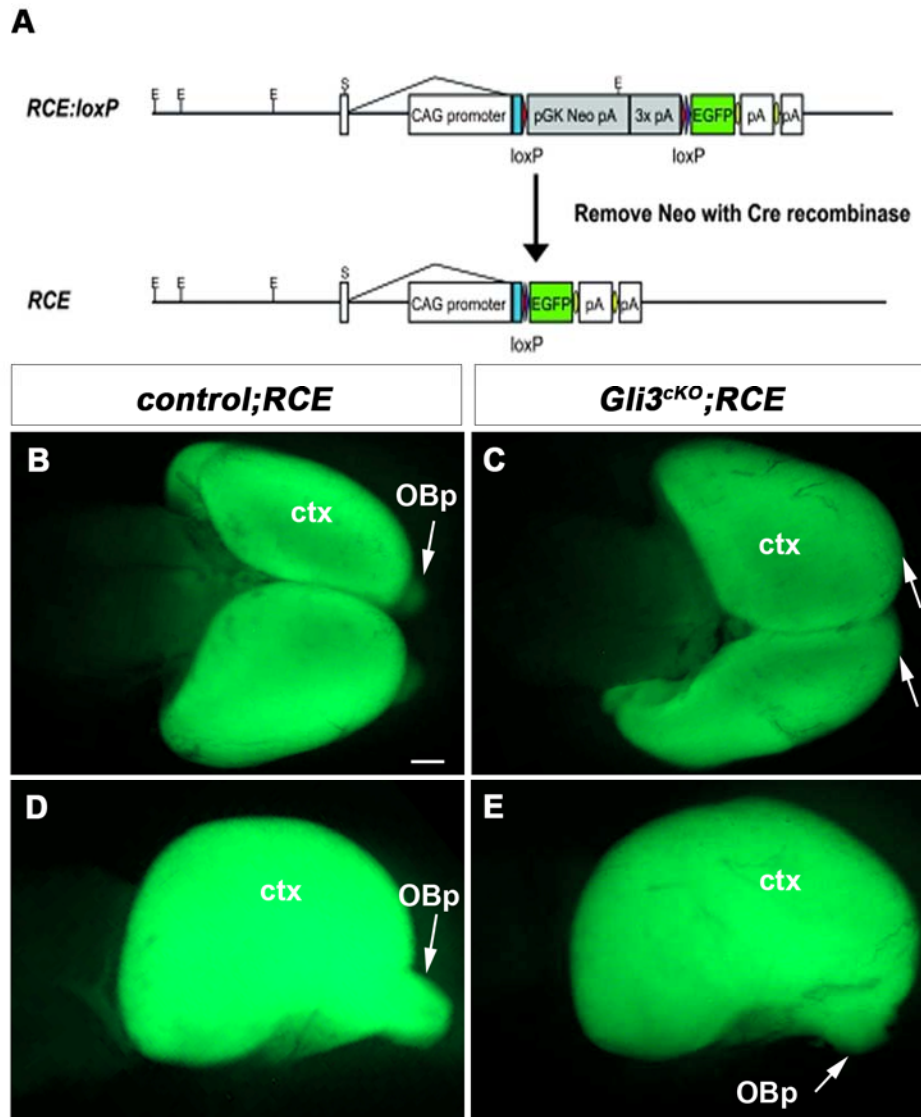 A
S
E E E E
RCE:loxP CAG promoter pGK Neo pA 3x pA EGFP pA pA
loxP loxP
Remove Neo with Cre recombinase
S
E E E
RCE CAG promoter EGFP pA pA
loxP
control;RCE Gli3cKO;RCE
B OBp C
ctx ctx
D E
ctx OBp ctx
OBp